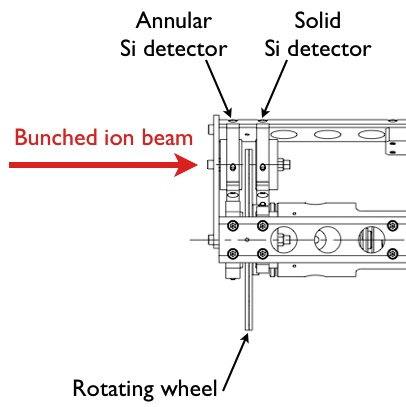 Annular
Si detector
Solid
Si detector
Bunched ion beam
Rotating wheel